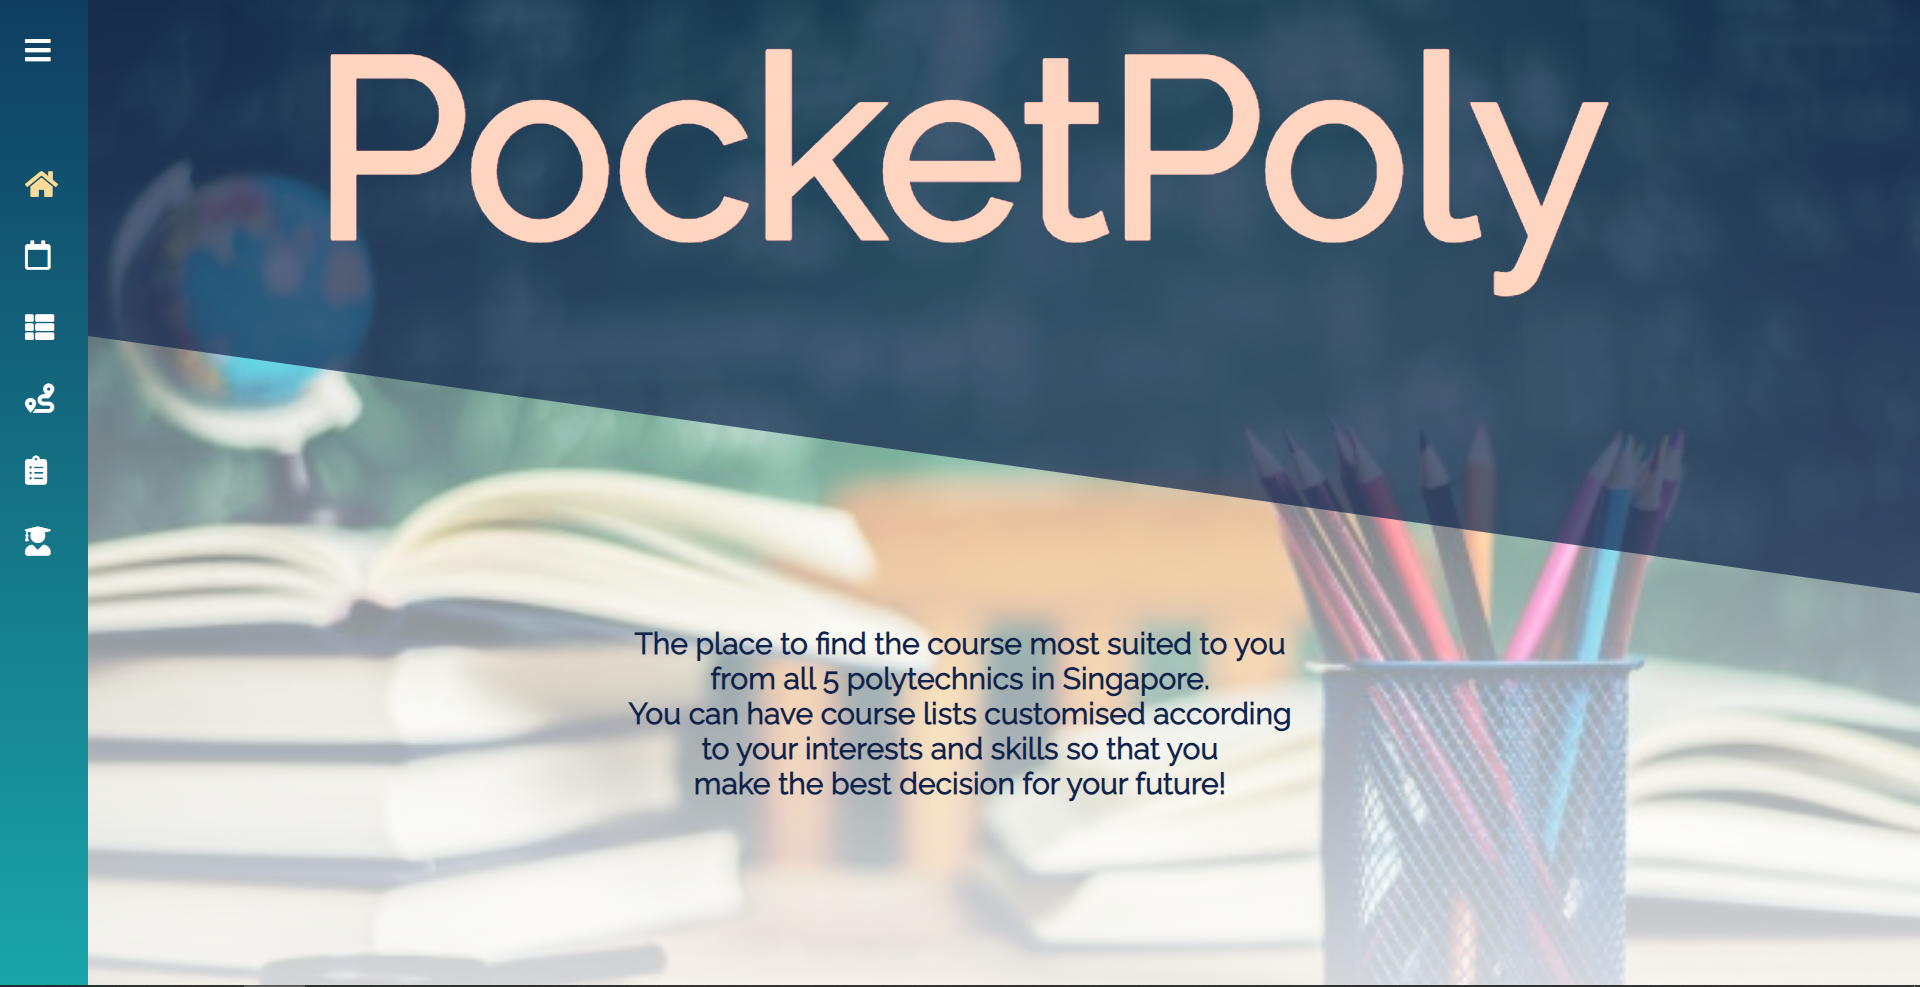 PocketPoly
The place to find the course most suited to you
from all 5 polytechnics in Singapore.
You can have course lists customised according
to your interests and skills so that you
make the best decision for your future!